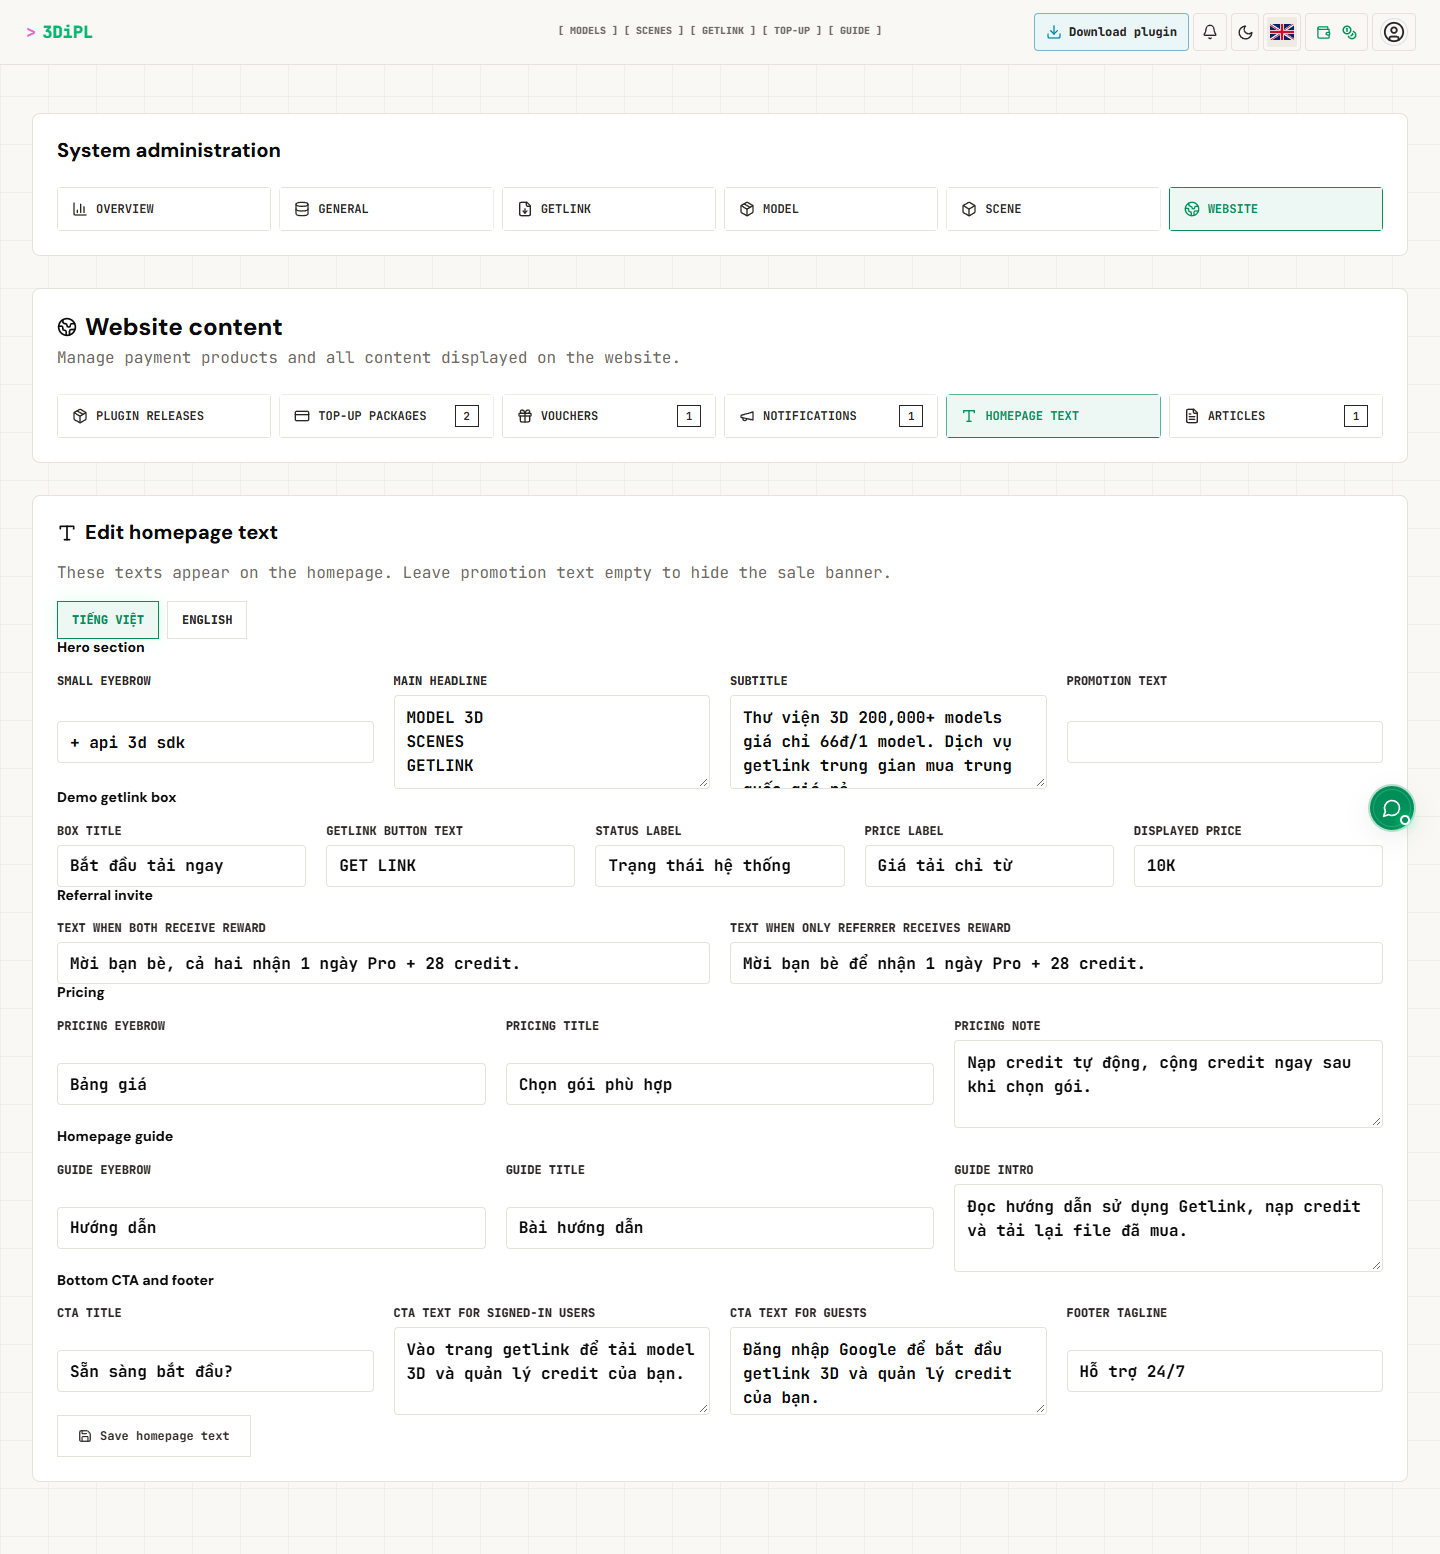 > 3DiPL
[ MODELS ] [ SCENES ] [ GETLINK ] [ TOP-UP ] [ GUIDE ]
Download plugin
System administration
OVERVIEW
GENERAL
GETLINK
MODEL
SCENE
WEBSITE
Website content
Manage payment products and all content displayed on the website.
PLUGIN RELEASES
TOP-UP PACKAGES 2
VOUCHERS 1
NOTIFICATIONS 1
HOMEPAGE TEXT
ARTICLES 1
Edit homepage text
These texts appear on the homepage. Leave promotion text empty to hide the sale banner.
TIẾNG VIỆT
ENGLISH
Hero section
SMALL EYEBROW
+ api 3d sdk
MAIN HEADLINE
MODEL 3D
SCENES
GETLINK
SUBTITLE
Thư viện 3D 200,000+ models
giá chỉ 66đ/1 model. Dịch vụ
getlink trung gian mua trung
quốc giá rẻ
PROMOTION TEXT
Demo getlink box
BOX TITLE
Bắt đầu tải ngay
GETLINK BUTTON TEXT
GET LINK
STATUS LABEL
Trạng thái hệ thống
PRICE LABEL
Giá tải chỉ từ
DISPLAYED PRICE
10K
Referral invite
TEXT WHEN BOTH RECEIVE REWARD
Mời bạn bè, cả hai nhận 1 ngày Pro + 28 credit.
TEXT WHEN ONLY REFERRER RECEIVES REWARD
Mời bạn bè để nhận 1 ngày Pro + 28 credit.
Pricing
PRICING EYEBROW
Bảng giá
PRICING TITLE
Chọn gói phù hợp
PRICING NOTE
Nạp credit tự động, cộng credit ngay sau
khi chọn gói.
Homepage guide
GUIDE EYEBROW
Hướng dẫn
GUIDE TITLE
Bài hướng dẫn
GUIDE INTRO
Đọc hướng dẫn sử dụng Getlink, nạp credit
và tải lại file đã mua.
Bottom CTA and footer
CTA TITLE
Sẵn sàng bắt đầu?
CTA TEXT FOR SIGNED-IN USERS
Vào trang getlink để tải model
3D và quản lý credit của bạn.
CTA TEXT FOR GUESTS
Đăng nhập Google để bắt đầu
getlink 3D và quản lý credit
của bạn.
FOOTER TAGLINE
Hỗ trợ 24/7
Save homepage text